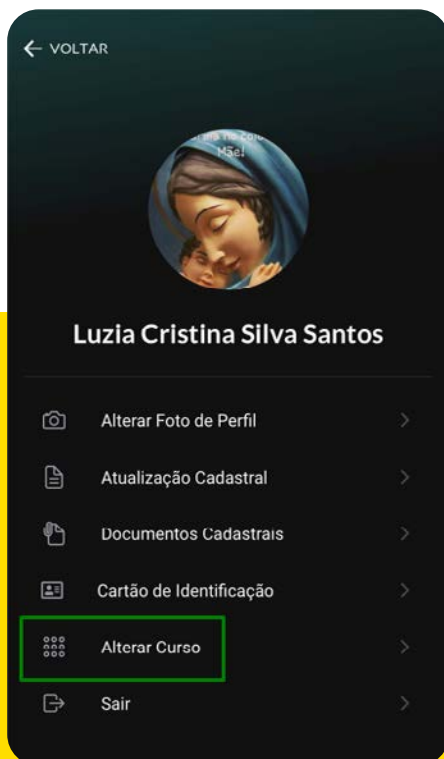 VOLTAR
Mãe!
Luzia Cristina Silva Santos
Alterar Foto de Perfil
Atualização Cadastral
Documentos Cadastrais
Cartão de Identificação
Alterar Curso
Sair